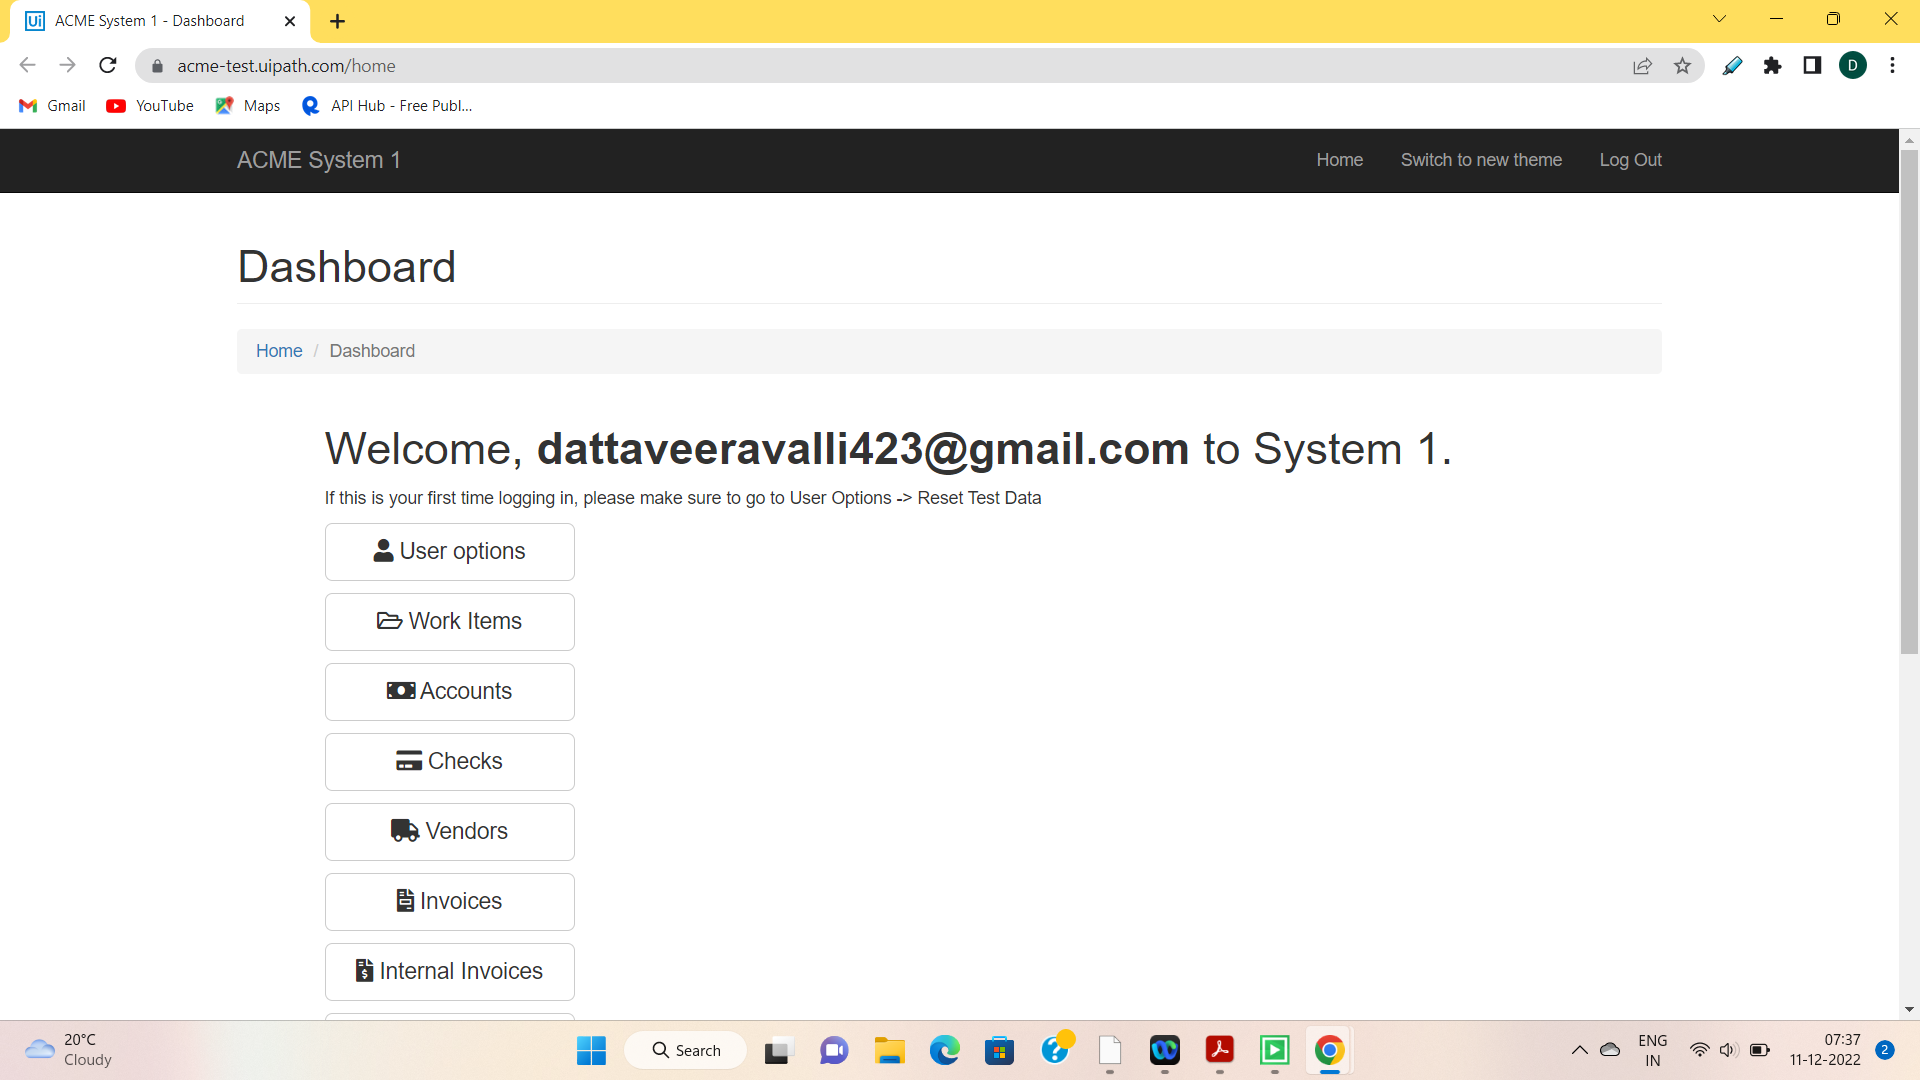 Ui ACME System 1 - Dashboard
acme-test.uipath.com/home
D
Gmail YouTube Maps API Hub - Free Publ...
ACME System 1 Home Switch to new theme Log Out
Dashboard
Home / Dashboard
Welcome, dattaveeravalli423@gmail.com to System 1.
If this is your first time logging in, please make sure to go to User Options -> Reset Test Data
User options
Work Items
Accounts
Checks
Vendors
Invoices
Internal Invoices
20°C
Cloudy
Search
ENG
IN
07:37
11-12-2022
2